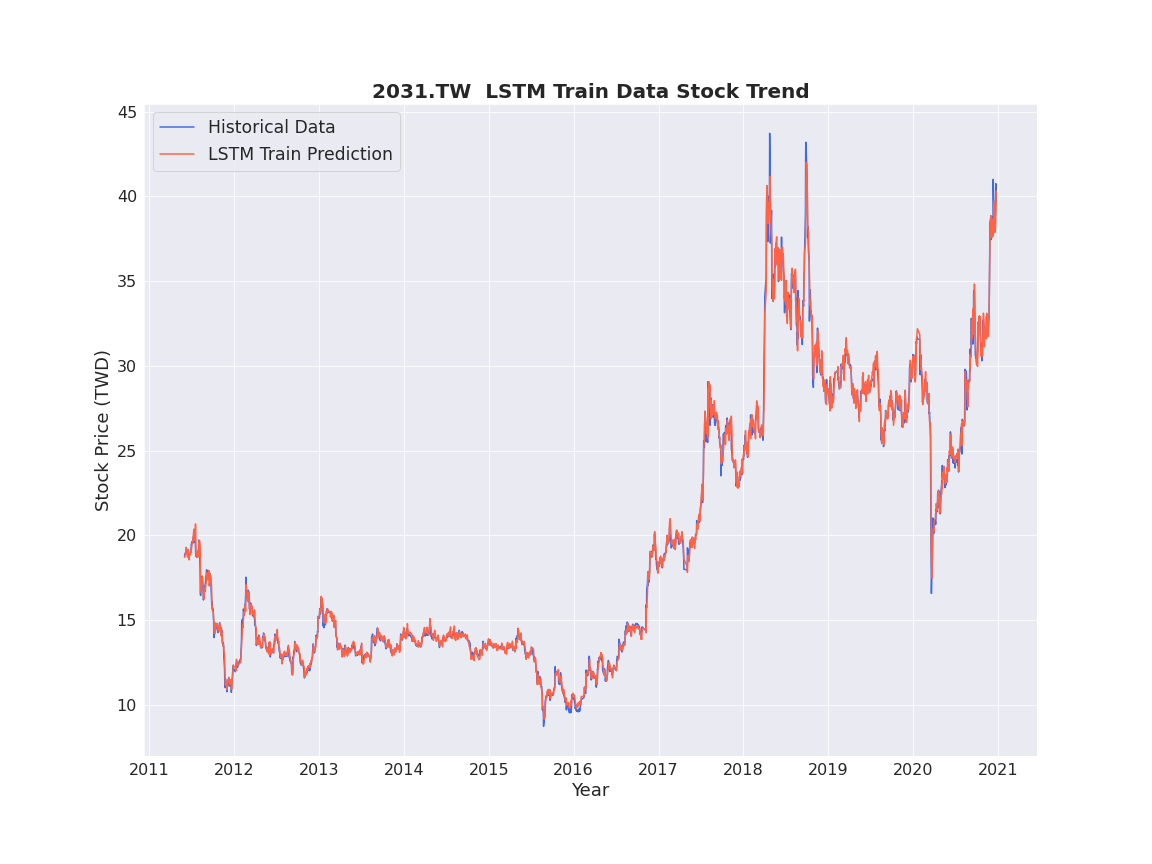 2031.TW  LSTM Train Data Stock Trend
Historical Data
LSTM Train Prediction
45
40
35
30
25
20
15
10
Stock Price (TWD)
2011 2012 2013 2014 2015 2016 2017 2018 2019 2020 2021
Year